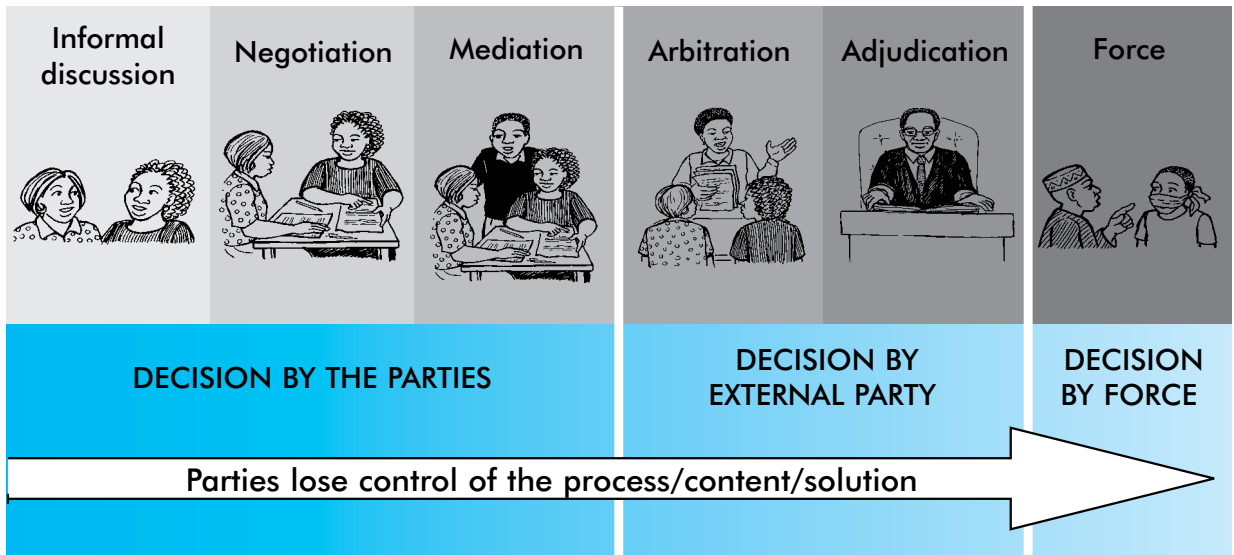 Informal
discussion
Negotiation
Mediation
Arbitration
Adjudication
Force
DECISION BY THE PARTIES
DECISION BY
EXTERNAL PARTY
DECISION
BY FORCE
Parties lose control of the process/content/solution